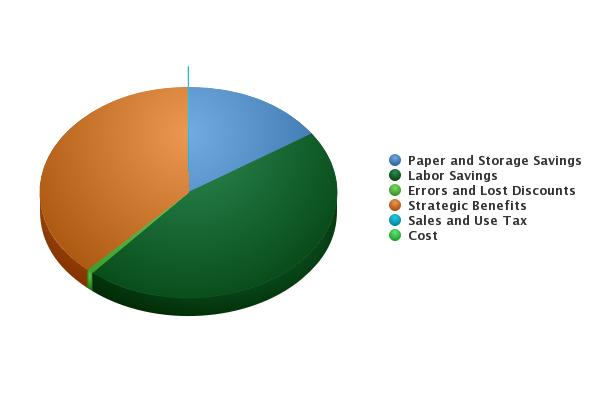 Paper and Storage Savings
Labor Savings
Errors and Lost Discounts
Strategic Benefits
Sales and Use Tax
Cost